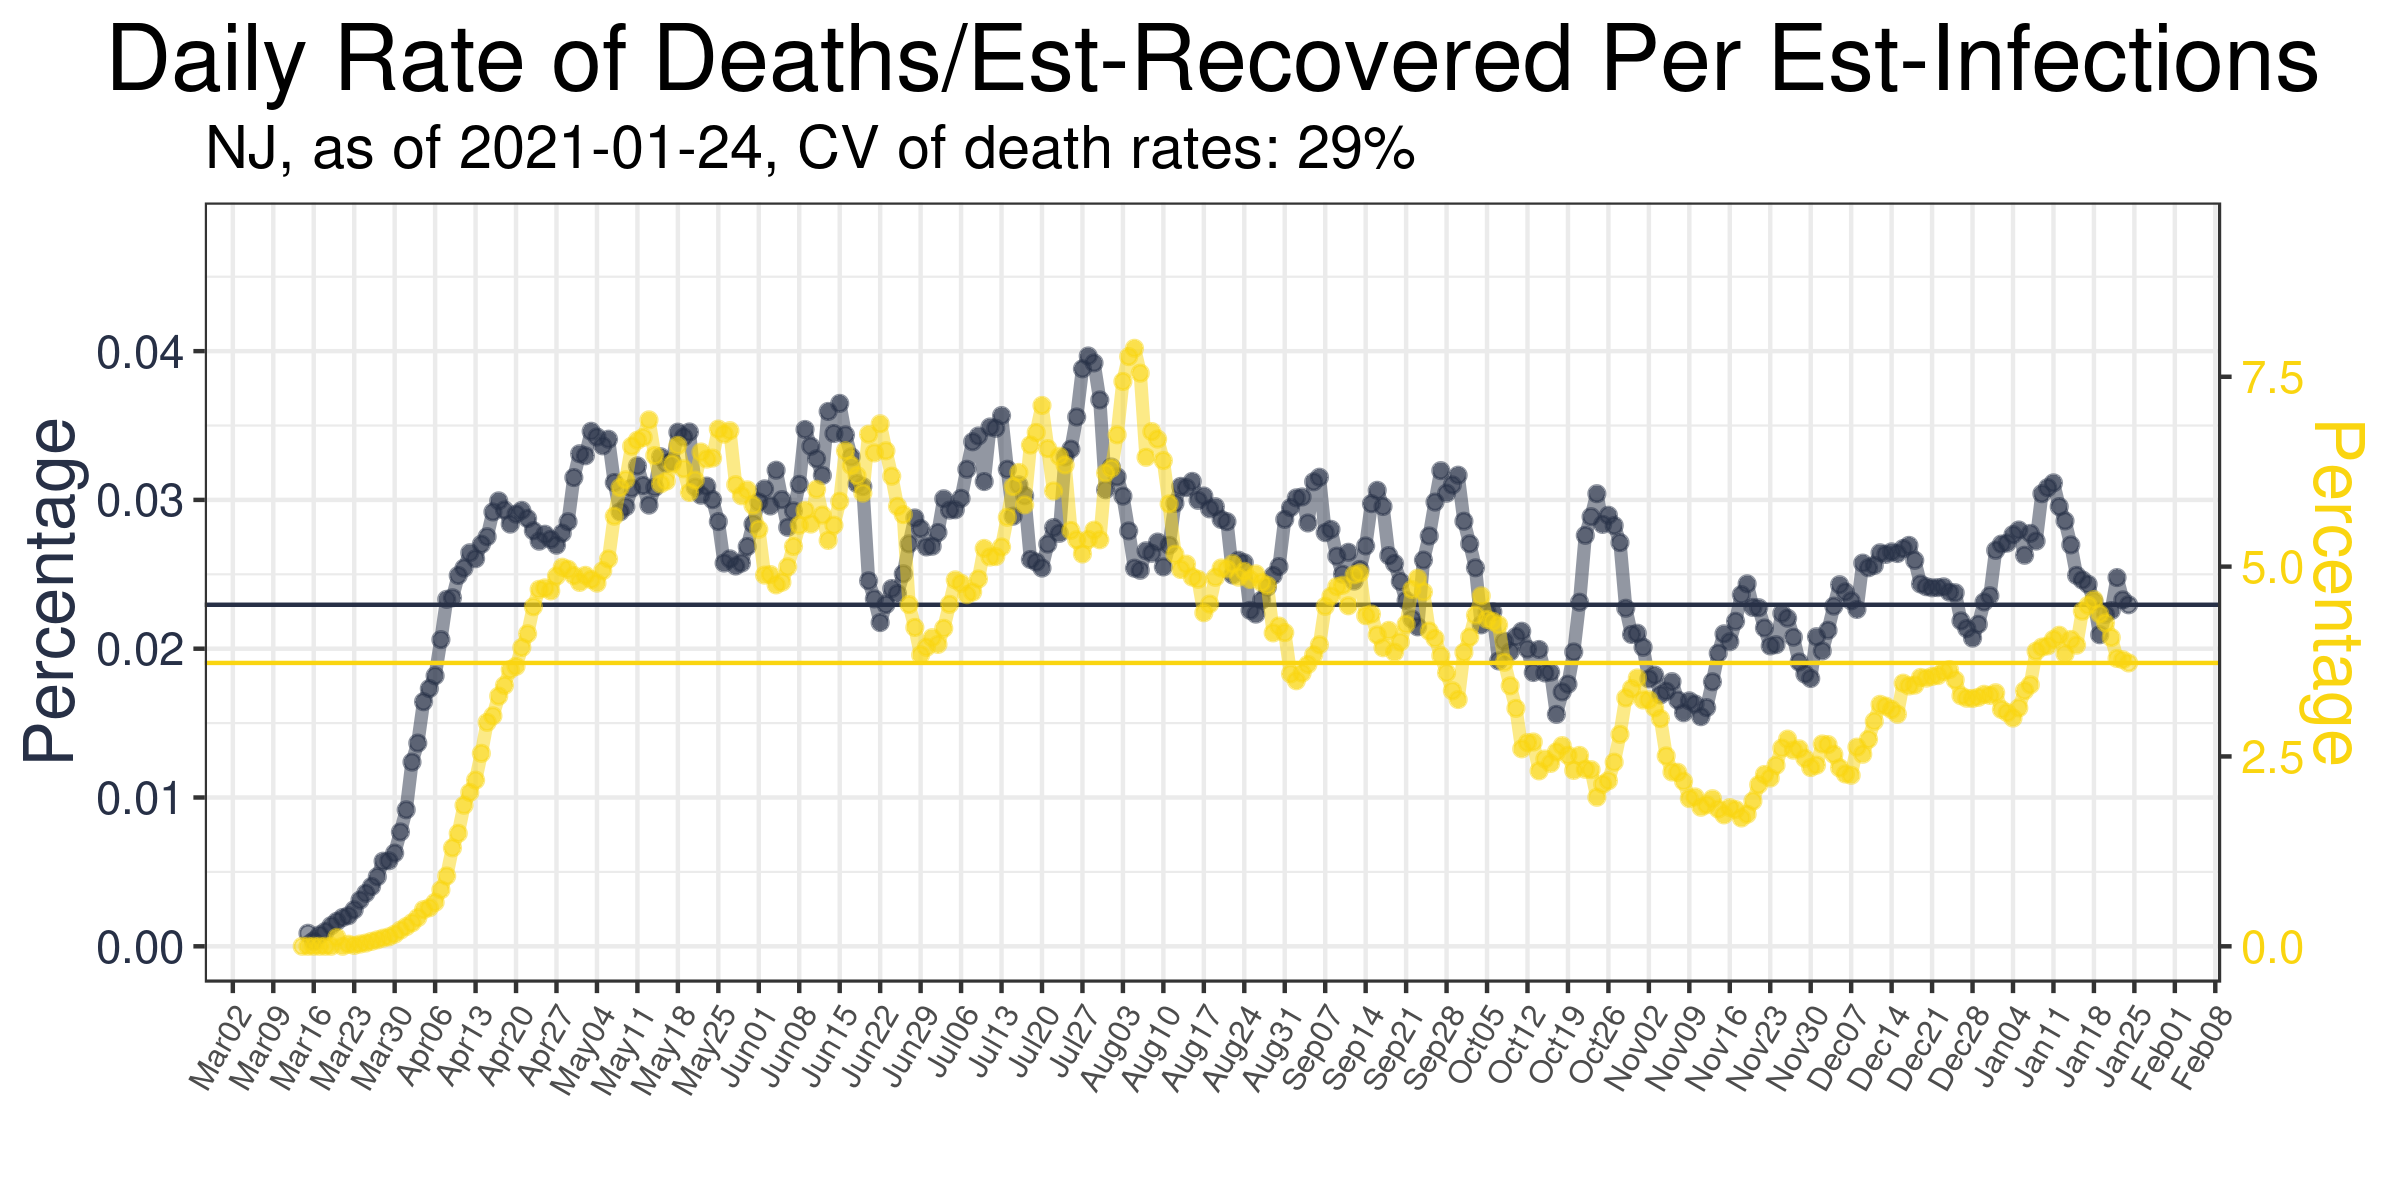 Daily Rate of Deaths/Est-Recovered Per Est-Infections
NJ, as of 2021-01-24, CV of death rates: 29%
Percentage
0.04
0.03
0.02
0.01
0.00
7.5
5.0
2.5
0.0
Percentage
Mar02 Mar09 Mar16 Mar23 Mar30 Apr06 Apr13 Apr20 Apr27 May04 May11 May18 May25 Jun01 Jun08 Jun15 Jun22 Jun29 Jul06 Jul13 Jul20 Jul27 Aug03 Aug10 Aug17 Aug24 Aug31 Sep07 Sep14 Sep21 Sep28 Oct05 Oct12 Oct19 Oct26 Nov02 Nov09 Nov16 Nov23 Nov30 Dec07 Dec14 Dec21 Dec28 Jan04 Jan11 Jan18 Jan25 Feb01 Feb08